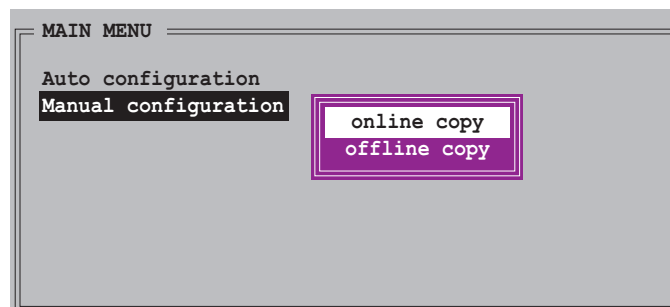 MAIN MENU
Auto configuration
Manual configuration
online copy
offline copy